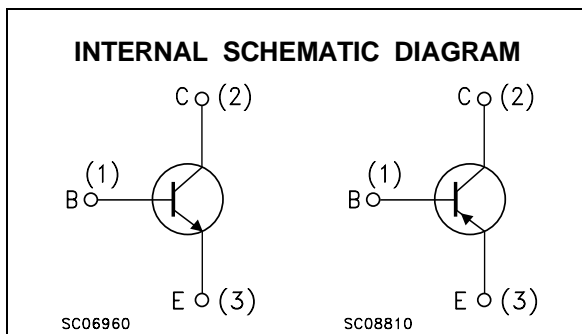 INTERNAL SCHEMATIC DIAGRAM
C (2) C (2)
(1) (1)
B B
E (3) E (3)
SC06960 SC08810